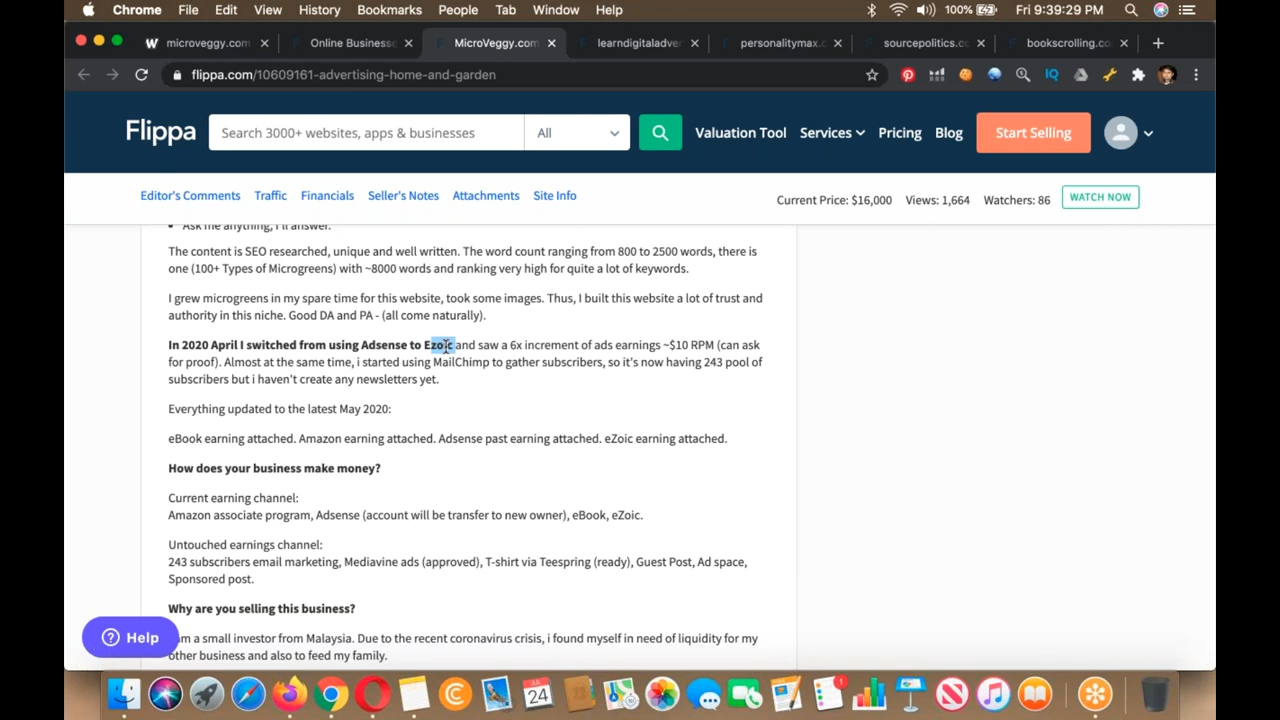 Chrome File Edit View History Bookmarks People Tab Window Help 100% Fri 9:39:29 PM
W microveggy.com Online Business MicroVeggy.com learndigitaladver personalitymax.c sourcepolitics.co bookscrolling.co
flippa.com/10609161-advertising-home-and-garden IQ
Flippa Search 3000+ websites, apps & businesses All Valuation Tool Services Pricing Blog Start Selling
Editor's Comments Traffic Financials Seller's Notes Attachments Site Info Current Price: $16,000 Views: 1,664 Watchers: 86 WATCH NOW
Ask me anything, I'll answer.
The content is SEO researched, unique and well written. The word count ranging from 800 to 2500 words, there is
one (100+ Types of Microgreens) with ~8000 words and ranking very high for quite a lot of keywords.
I grew microgreens in my spare time for this website, took some images. Thus, I built this website a lot of trust and
authority in this niche. Good DA and PA - (all come naturally).
In 2020 April I switched from using Adsense to Ezoic and saw a 6x increment of ads earnings ~$10 RPM (can ask
for proof). Almost at the same time, i started using MailChimp to gather subscribers, so it's now having 243 pool of
subscribers but i haven't create any newsletters yet.
Everything updated to the latest May 2020:
eBook earning attached. Amazon earning attached. Adsense past earning attached. eZoic earning attached.
How does your business make money?
Current earning channel:
Amazon associate program, Adsense (account will be transfer to new owner), eBook, eZoic.
Untouched earnings channel:
243 subscribers email marketing, Mediavine ads (approved), T-shirt via Teespring (ready), Guest Post, Ad space,
Sponsored post.
Why are you selling this business?
am a small investor from Malaysia. Due to the recent coronavirus crisis, i found myself in need of liquidity for my
other business and also to feed my family.
? Help
JUL
24
1